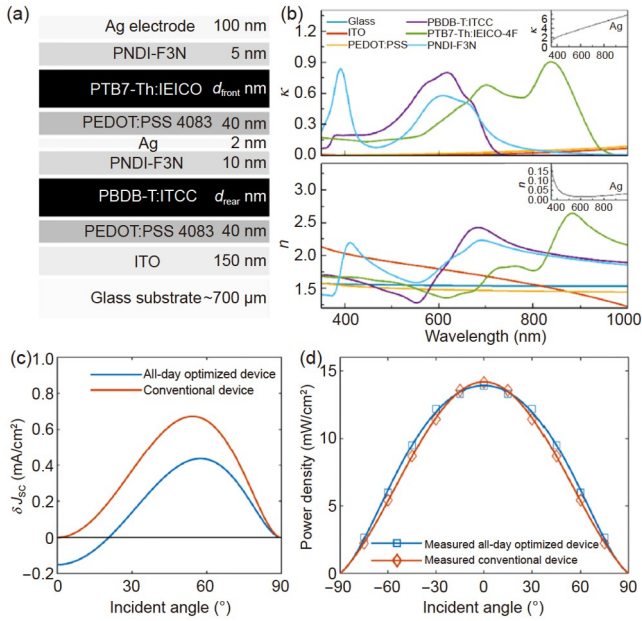 (a)
Ag electrode 100 nm
PNDI-F3N 5 nm
PTB7-Th:IEICO d_front nm
PEDOT:PSS 4083 40 nm
Ag 2 nm
PNDI-F3N 10 nm
PBDB-T:ITCC d_rear nm
PEDOT:PSS 4083 40 nm
ITO 150 nm
Glass substrate~700 μm
(b)
Glass
ITO
PEDOT:PSS
PBDB-T:ITCC
PTB7-Th:IEICO-4F
PNDI-F3N
κ
1.2
0.9
0.6
0.3
0.0
κ
6
4
2
0
Ag
400 600 800
n
3.0
2.5
2.0
1.5
n
0.15
0.10
0.05
0.00
Ag
400 600 800
400 600 800 1000
Wavelength (nm)
(c)
All-day optimized device
Conventional device
δJSC (mA/cm²)
1.0
0.8
0.6
0.4
0.2
0
−0.2
0 30 60 90
Incident angle (°)
(d)
Power density (mW/cm²)
15
10
5
0
Measured all-day optimized device
Measured conventional device
−90 −60 −30 0 30 60 90
Incident angle (°)